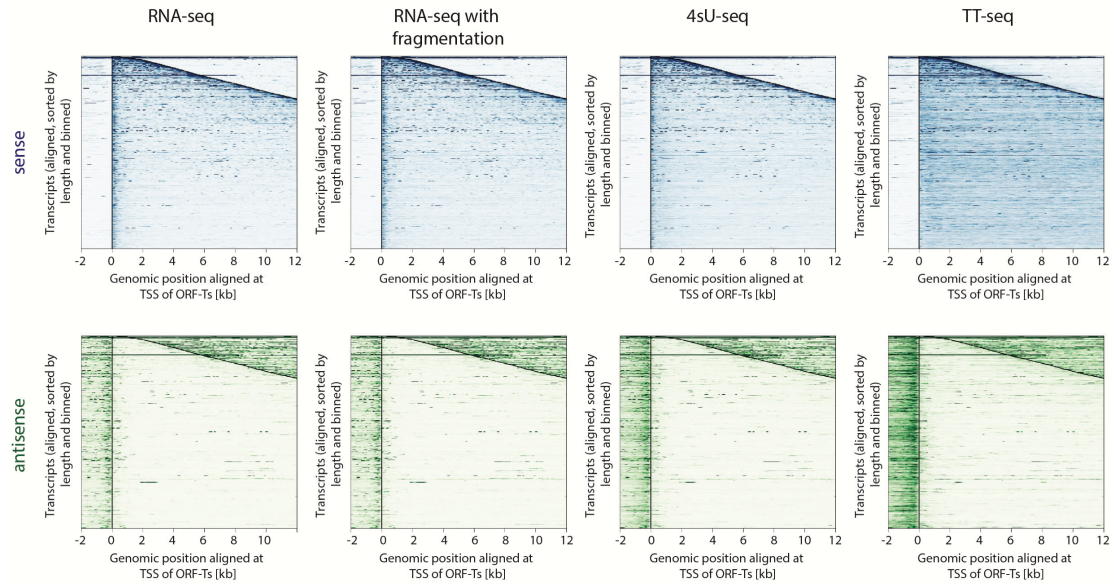 RNA-seq
RNA-seq with
fragmentation
4sU-seq
TT-seq
sense
Transcripts (aligned, sorted by
length and binned)
-2 0 2 4 6 8 10 12
Genomic position aligned at
TSS of ORF-Ts [kb]
Transcripts (aligned, sorted by
length and binned)
-2 0 2 4 6 8 10 12
Genomic position aligned at
TSS of ORF-Ts [kb]
Transcripts (aligned, sorted by
length and binned)
-2 0 2 4 6 8 10 12
Genomic position aligned at
TSS of ORF-Ts [kb]
Transcripts (aligned, sorted by
length and binned)
-2 0 2 4 6 8 10 12
Genomic position aligned at
TSS of ORF-Ts [kb]
antisense
Transcripts (aligned, sorted by
length and binned)
-2 0 2 4 6 8 10 12
Genomic position aligned at
TSS of ORF-Ts [kb]
Transcripts (aligned, sorted by
length and binned)
-2 0 2 4 6 8 10 12
Genomic position aligned at
TSS of ORF-Ts [kb]
Transcripts (aligned, sorted by
length and binned)
-2 0 2 4 6 8 10 12
Genomic position aligned at
TSS of ORF-Ts [kb]
Transcripts (aligned, sorted by
length and binned)
-2 0 2 4 6 8 10 12
Genomic position aligned at
TSS of ORF-Ts [kb]